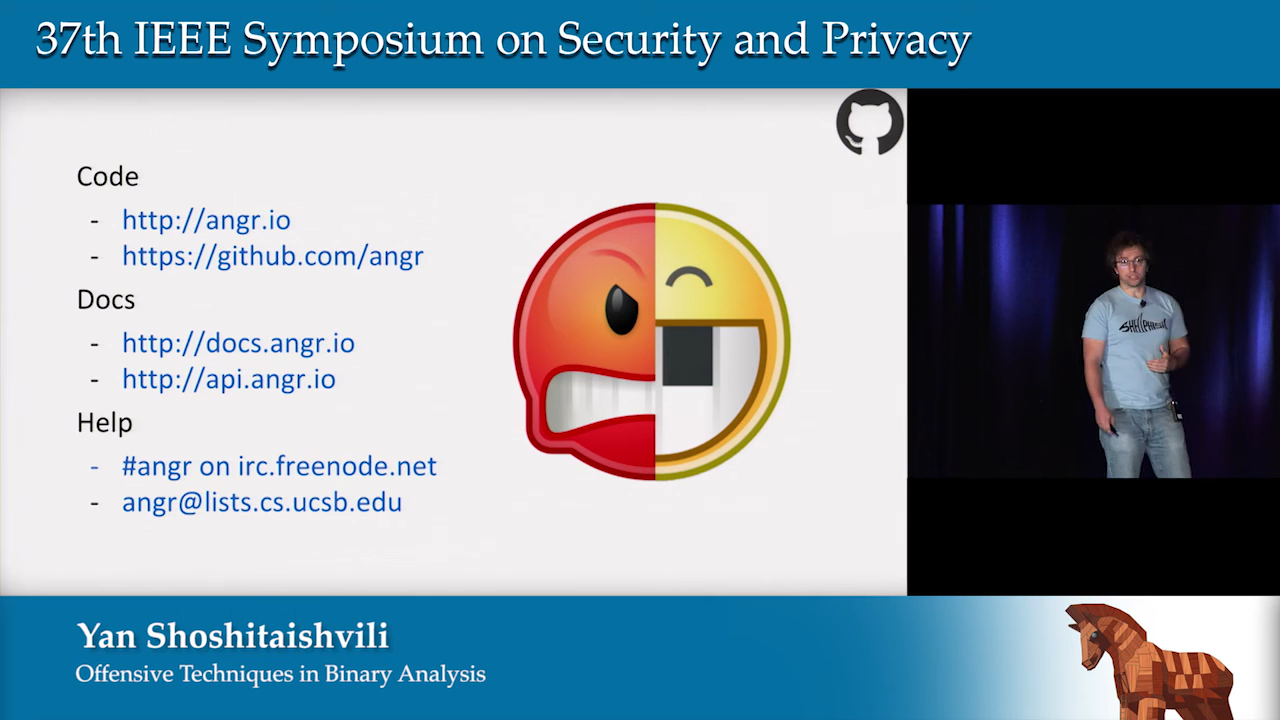 37th IEEE Symposium on Security and Privacy
Code
- http://angr.io
- https://github.com/angr
Docs
- http://docs.angr.io
- http://api.angr.io
Help
- #angr on irc.freenode.net
- angr@lists.cs.ucsb.edu
SHELLPHISH
Yan Shoshitaishvili
Offensive Techniques in Binary Analysis